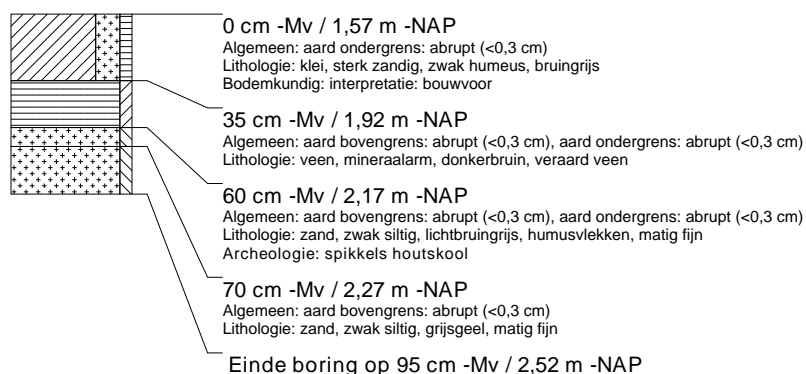 0 cm -Mv / 1,57 m -NAP
Algemeen: aard ondergrens: abrupt (<0,3 cm)
Lithologie: klei, sterk zandig, zwak humeus, bruingrijs
Bodemkundig: interpretatie: bouwvoor
35 cm -Mv / 1,92 m -NAP
Algemeen: aard bovengrens: abrupt (<0,3 cm), aard ondergrens: abrupt (<0,3 cm)
Lithologie: veen, mineraalarm, donkerbruin, veraard veen
60 cm -Mv / 2,17 m -NAP
Algemeen: aard bovengrens: abrupt (<0,3 cm), aard ondergrens: abrupt (<0,3 cm)
Lithologie: zand, zwak siltig, lichtbruingrijs, humusvlekken, matig fijn
Archeologie: spikkels houtskool
70 cm -Mv / 2,27 m -NAP
Algemeen: aard bovengrens: abrupt (<0,3 cm)
Lithologie: zand, zwak siltig, grijsgeel, matig fijn
Einde boring op 95 cm -Mv / 2,52 m -NAP